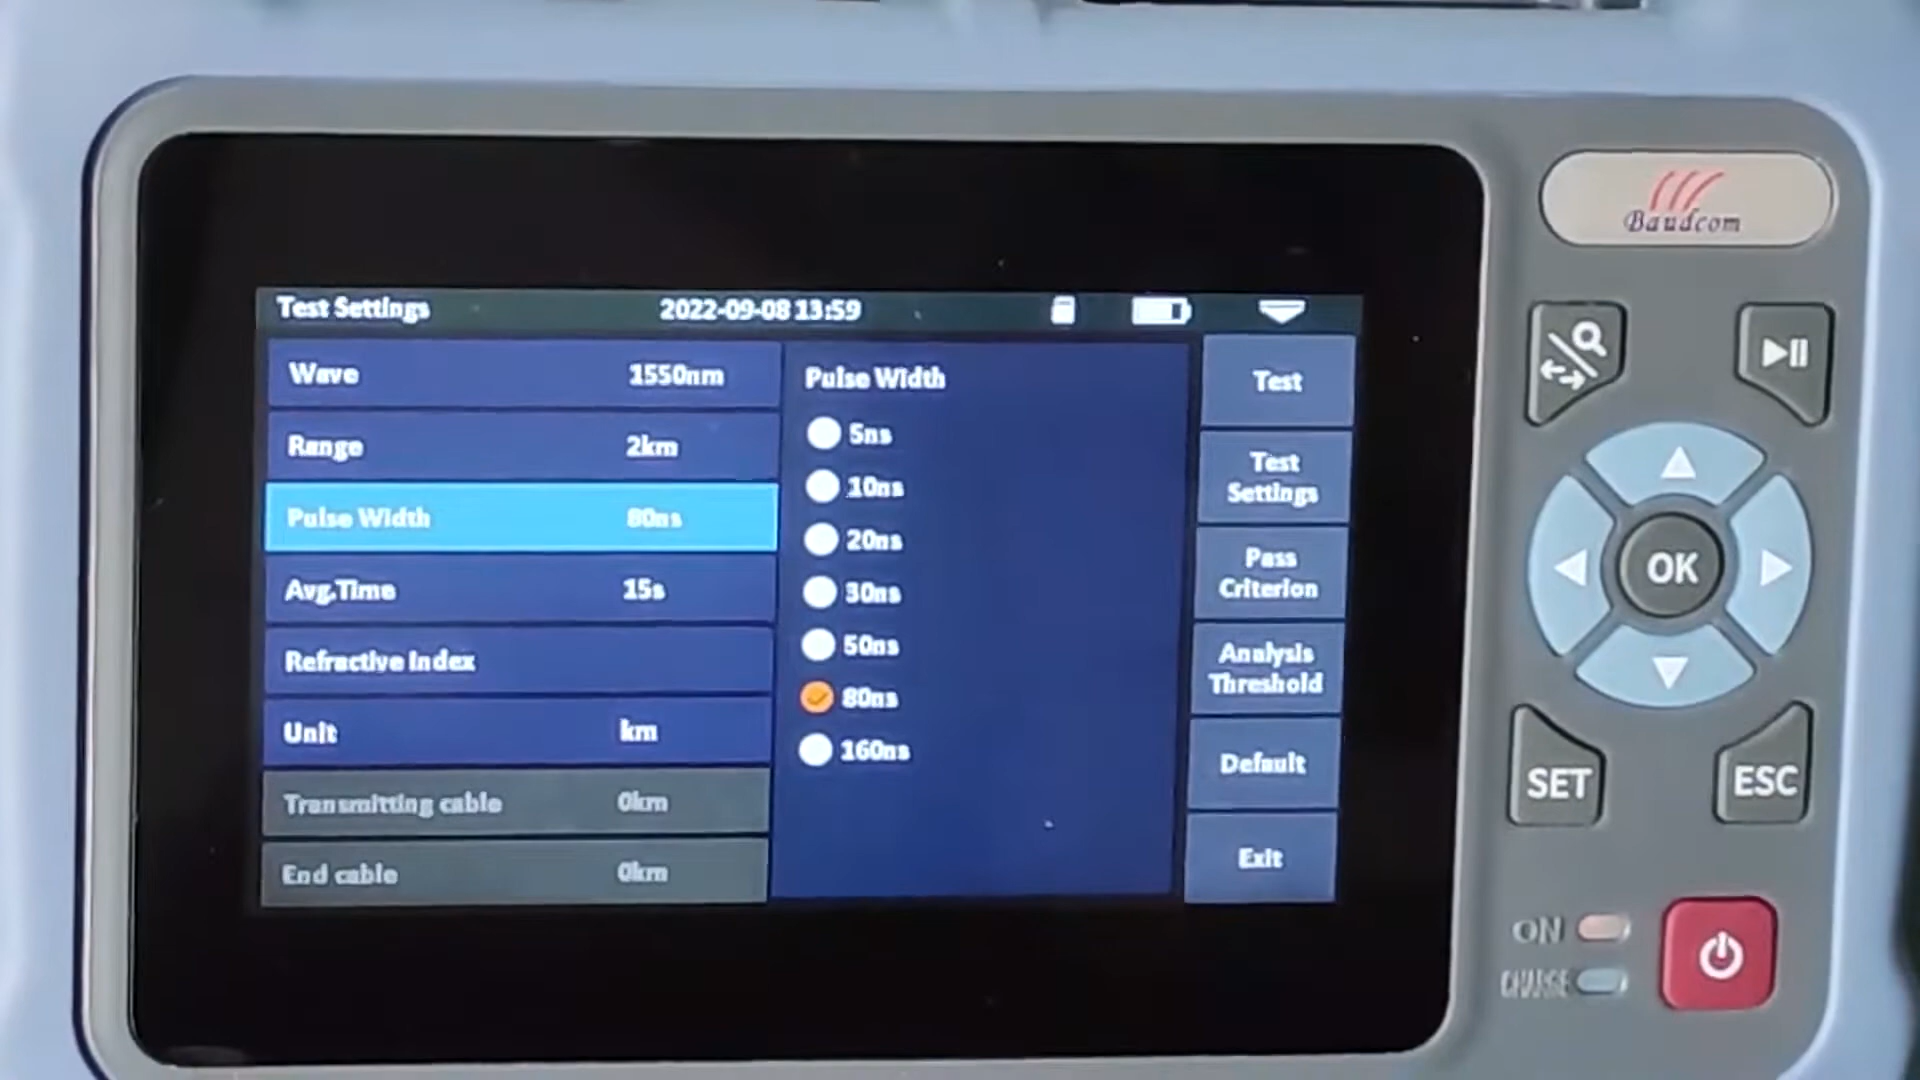 Baudcom
Test Settings 2022-09-08 13:59
Wave 1550nm
Range 2km
Pulse Width 80ns
Avg.Time 15s
Refractive Index
Unit km
Transmitting cable 0km
End cable 0km
Pulse Width
5ns
10ns
20ns
30ns
50ns
80ns
160ns
Test
Test
Settings
Pass
Criterion
Analysis
Threshold
Default
Exit
OK
SET
ESC
ON
CHARGE